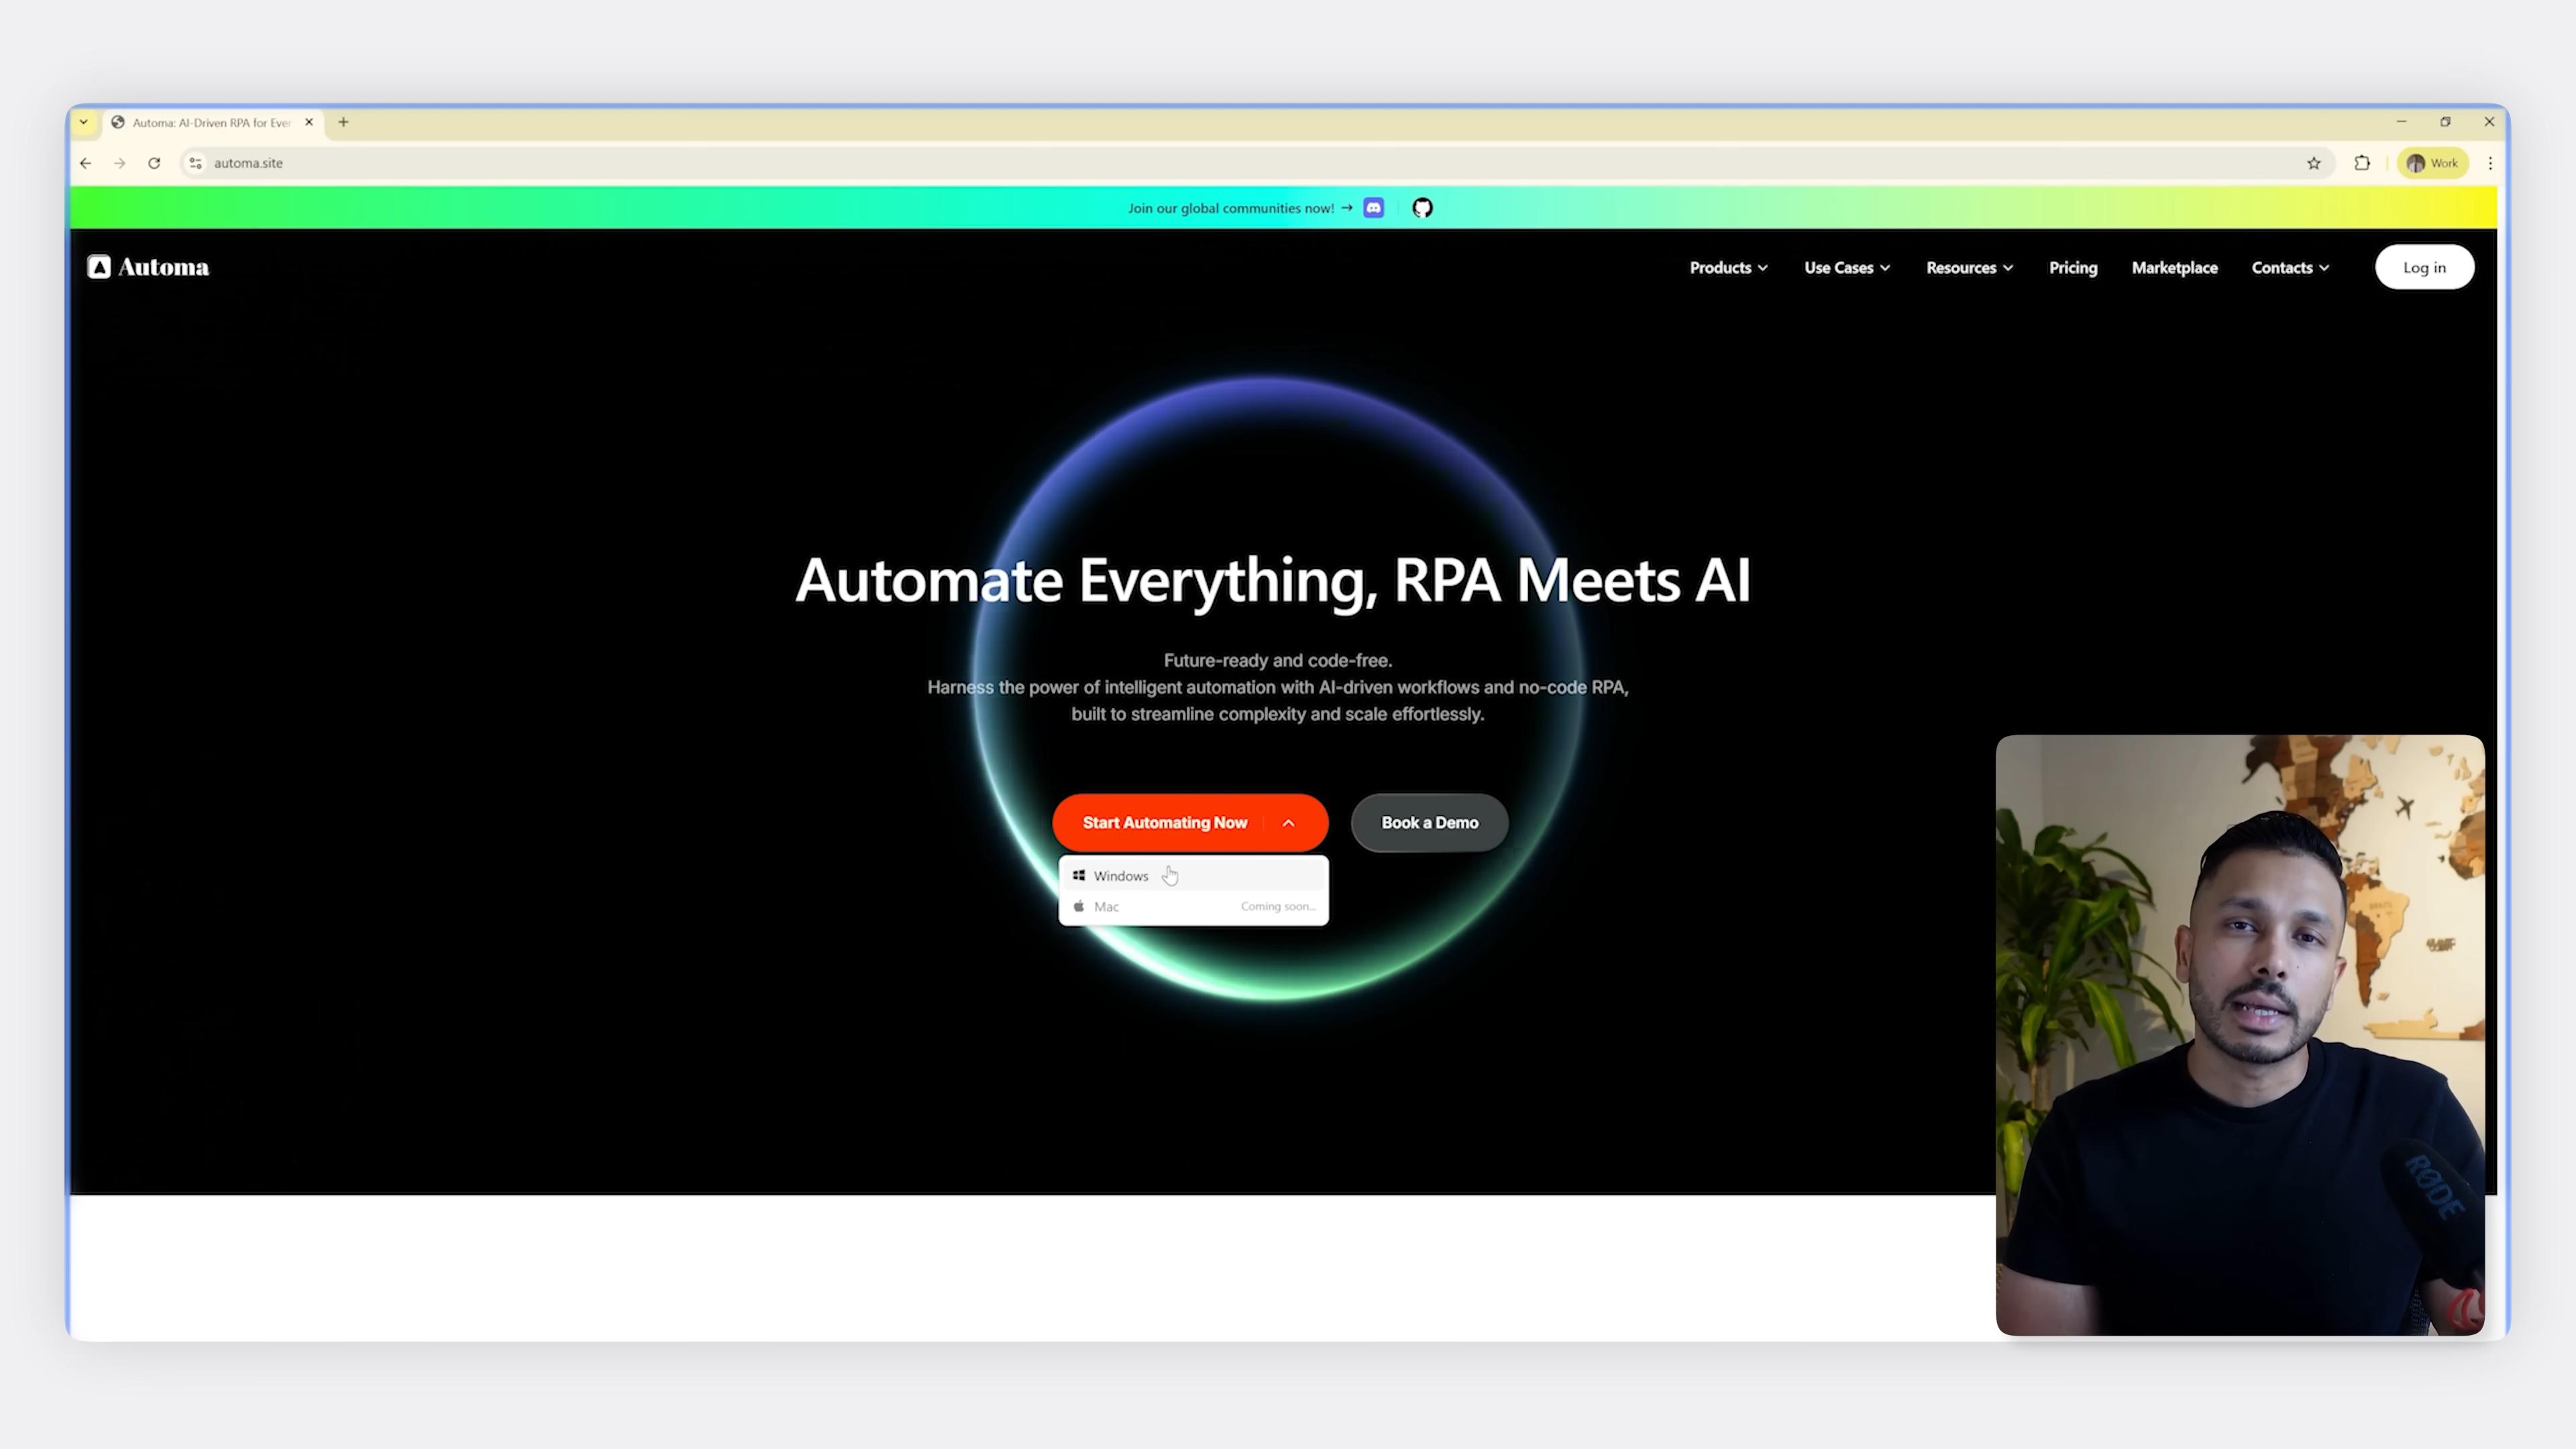 Automa: AI-Driven RPA for Ever
automa.site
Work
Join our global communities now! →
Automa
Products
Use Cases
Resources
Pricing
Marketplace
Contacts
Log in
Automate Everything, RPA Meets AI
Future-ready and code-free.
Harness the power of intelligent automation with AI-driven workflows and no-code RPA,
built to streamline complexity and scale effortlessly.
Start Automating Now
Book a Demo
Windows
Mac
Coming soon...
BRAZIL
RØDE